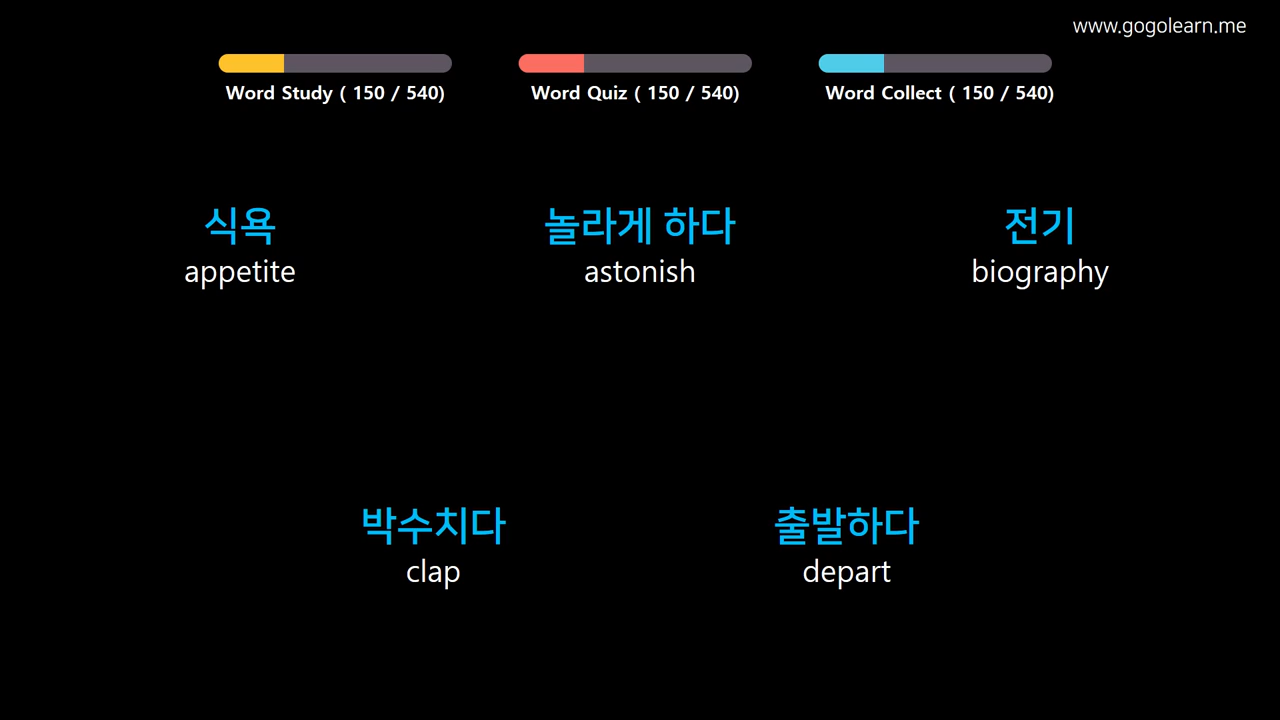 www.gogolearn.me
Word Study ( 150 / 540)
Word Quiz ( 150 / 540)
Word Collect ( 150 / 540)
식욕
appetite
놀라게 하다
astonish
전기
biography
박수치다
clap
출발하다
depart